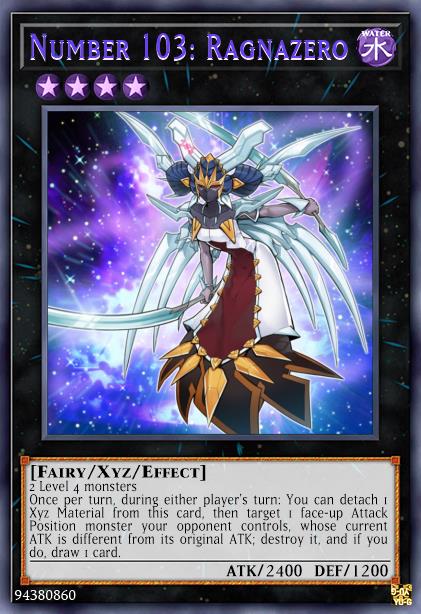 Number 103: Ragnazero
WATER
水
[Fairy/Xyz/Effect]
2 Level 4 monsters
Once per turn, during either player's turn: You can detach 1
Xyz Material from this card, then target 1 face-up Attack
Position monster your opponent controls, whose current
ATK is different from its original ATK; destroy it, and if you
do, draw 1 card.
ATK/2400 DEF/1200
94380860